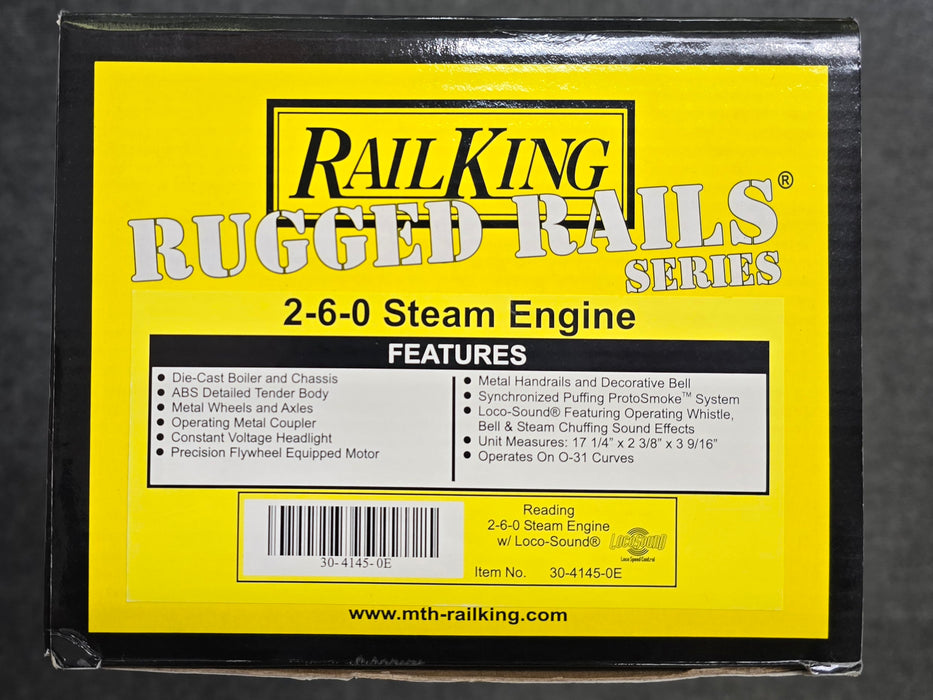 RAILKING
RUGGED RAILS®
SERIES
2-6-0 Steam Engine
FEATURES
• Die-Cast Boiler and Chassis
• ABS Detailed Tender Body
• Metal Wheels and Axles
• Operating Metal Coupler
• Constant Voltage Headlight
• Precision Flywheel Equipped Motor
• Metal Handrails and Decorative Bell
• Synchronized Puffing ProtoSmoke™ System
• Loco-Sound® Featuring Operating Whistle,
Bell & Steam Chuffing Sound Effects
• Unit Measures: 17 1/4” x 2 3/8” x 3 9/16”
• Operates On O-31 Curves
30-4145-0E
Reading
2-6-0 Steam Engine
w/ Loco-Sound®
LocoSound
Loco Speed Control
Item No. 30-4145-0E
www.mth-railking.com